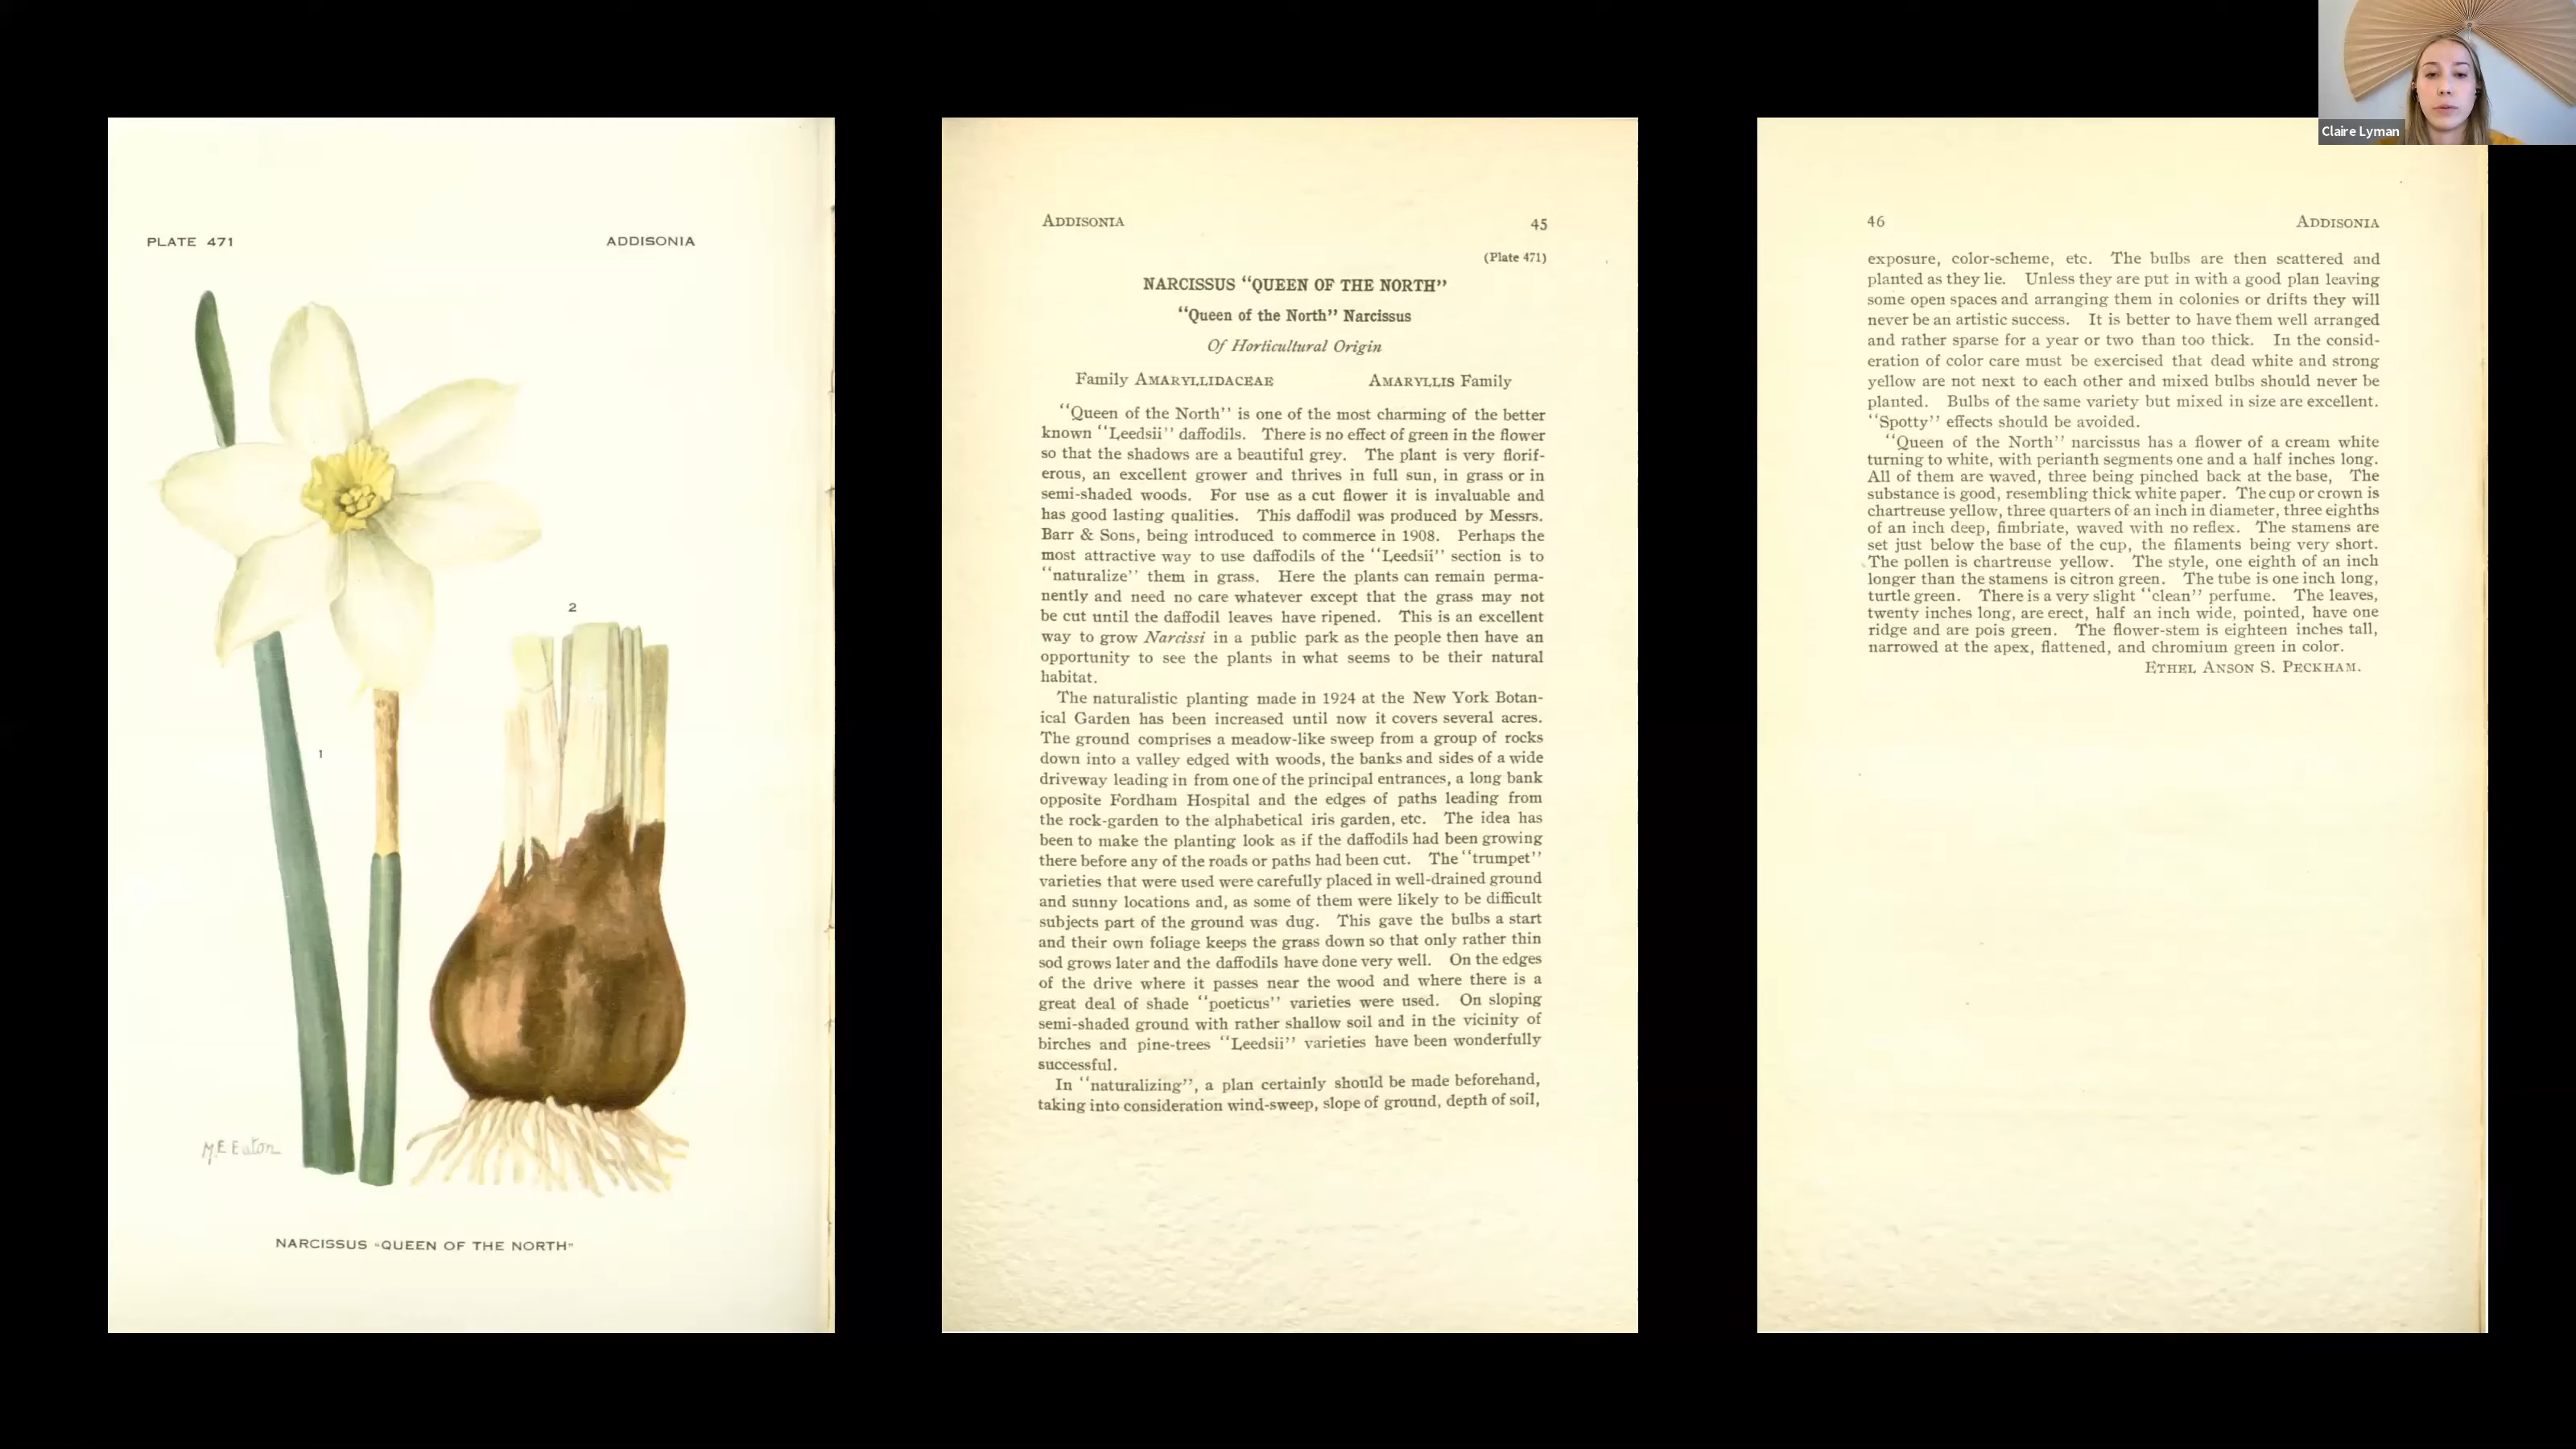 Claire Lyman
PLATE 471
ADDISONIA
2
1
M.E. Eaton
NARCISSUS "QUEEN OF THE NORTH"
ADDISONIA
45
(Plate 471)
NARCISSUS "QUEEN OF THE NORTH"
"Queen of the North" Narcissus
Of Horticultural Origin
Family AMARYLLIDACEAE
AMARYLLIS Family
"Queen of the North" is one of the most charming of the better
known "Leedsii" daffodils. There is no effect of green in the flower
so that the shadows are a beautiful grey. The plant is very florif-
erous, an excellent grower and thrives in full sun, in grass or in
semi-shaded woods. For use as a cut flower it is invaluable and
has good lasting qualities. This daffodil was produced by Messrs.
Barr & Sons, being introduced to commerce in 1908. Perhaps the
most attractive way to use daffodils of the "Leedsii" section is to
"naturalize" them in grass. Here the plants can remain perma-
nently and need no care whatever except that the grass may not
be cut until the daffodil leaves have ripened. This is an excellent
way to grow Narcissi in a public park as the people then have an
opportunity to see the plants in what seems to be their natural
habitat.
The naturalistic planting made in 1924 at the New York Botan-
ical Garden has been increased until now it covers several acres.
The ground comprises a meadow-like sweep from a group of rocks
down into a valley edged with woods, the banks and sides of a wide
driveway leading in from one of the principal entrances, a long bank
opposite Fordham Hospital and the edges of paths leading from
the rock-garden to the alphabetical iris garden, etc. The idea has
been to make the planting look as if the daffodils had been growing
there before any of the roads or paths had been cut. The "trumpet"
varieties that were used were carefully placed in well-drained ground
and sunny locations and, as some of them were likely to be difficult
subjects part of the ground was dug. This gave the bulbs a start
and their own foliage keeps the grass down so that only rather thin
sod grows later and the daffodils have done very well. On the edges
of the drive where it passes near the wood and where there is a
great deal of shade "poeticus" varieties were used. On sloping
semi-shaded ground with rather shallow soil and in the vicinity of
birches and pine-trees "Leedsii" varieties have been wonderfully
successful.
In "naturalizing", a plan certainly should be made beforehand,
taking into consideration wind-sweep, slope of ground, depth of soil,
46
ADDISONIA
exposure, color-scheme, etc. The bulbs are then scattered and
planted as they lie. Unless they are put in with a good plan leaving
some open spaces and arranging them in colonies or drifts they will
never be an artistic success. It is better to have them well arranged
and rather sparse for a year or two than too thick. In the consid-
eration of color care must be exercised that dead white and strong
yellow are not next to each other and mixed bulbs should never be
planted. Bulbs of the same variety but mixed in size are excellent.
"Spotty" effects should be avoided.
"Queen of the North" narcissus has a flower of a cream white
turning to white, with perianth segments one and a half inches long.
All of them are waved, three being pinched back at the base, The
substance is good, resembling thick white paper. The cup or crown is
chartreuse yellow, three quarters of an inch in diameter, three eighths
of an inch deep, fimbriate, waved with no reflex. The stamens are
set just below the base of the cup, the filaments being very short.
The pollen is chartreuse yellow. The style, one eighth of an inch
longer than the stamens is citron green. The tube is one inch long,
turtle green. There is a very slight "clean" perfume. The leaves,
twenty inches long, are erect, half an inch wide, pointed, have one
ridge and are pois green. The flower-stem is eighteen inches tall,
narrowed at the apex, flattened, and chromium green in color.
ETHEL ANSON S. PECKHAM.